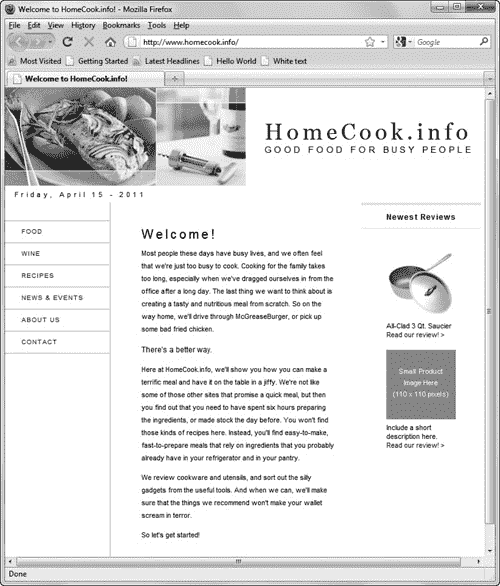 Welcome to HomeCook.info! - Mozilla Firefox
File Edit View History Bookmarks Tools Help
http://www.homecook.info/
Google
Most Visited Getting Started Latest Headlines Hello World White text
Welcome to HomeCook.info!
HomeCook.info
GOOD FOOD FOR BUSY PEOPLE
Friday, April 15 - 2011
FOOD
WINE
RECIPES
NEWS & EVENTS
ABOUT US
CONTACT
Welcome!
Most people these days have busy lives, and we often feel
that we're just too busy to cook. Cooking for the family takes
too long, especially when we've dragged ourselves in from the
office after a long day. The last thing we want to think about is
creating a tasty and nutritious meal from scratch. So on the
way home, we'll drive through McGreaseBurger, or pick up
some bad fried chicken.
There's a better way.
Here at HomeCook.info, we'll show you how you can make a
terrific meal and have it on the table in a jiffy. We're not like
some of those other sites that promise a quick meal, but then
you find out that you need to have spent six hours preparing
the ingredients, or made stock the day before. You won't find
those kinds of recipes here. Instead, you'll find easy-to-make,
fast-to-prepare meals that rely on ingredients that you probably
already have in your refrigerator and in your pantry.
We review cookware and utensils, and sort out the silly
gadgets from the useful tools. And when we can, we'll make
sure that the things we recommend won't make your wallet
scream in terror.
So let's get started!
Newest Reviews
All-Clad 3 Qt. Saucier
Read our review! >
Small Product
Image Here
(110 x 110 pixels)
Include a short
description here.
Read our review! >
Done